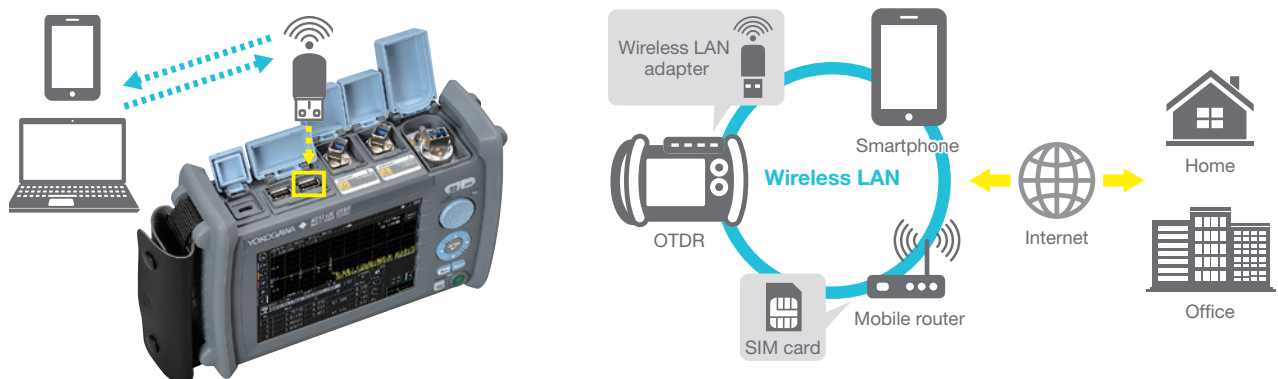 YOKOGAWA
Wireless LAN
adapter
Smartphone
Wireless LAN
OTDR
SIM card
Mobile router
Internet
Home
Office